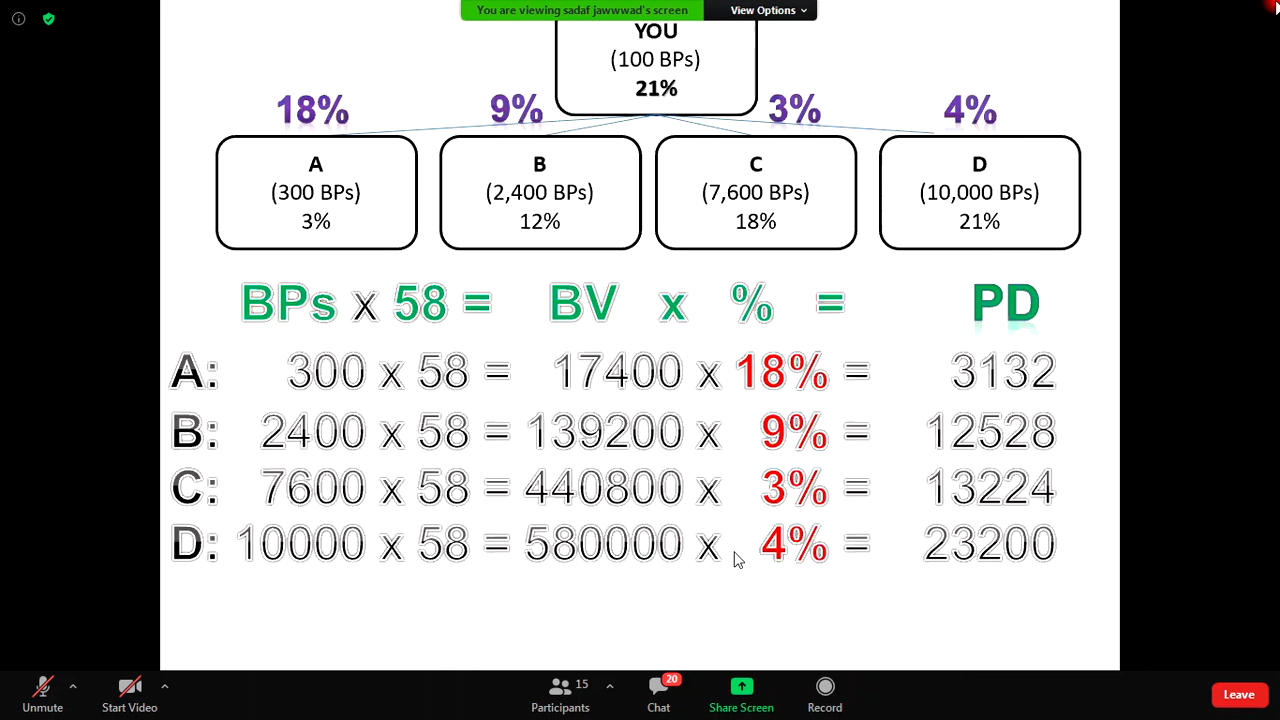 You are viewing sadaf jawwwad's screen View Options
YOU
(100 BPs)
21%
18% 9% 3% 4%
A B C D
(300 BPs) (2,400 BPs) (7,600 BPs) (10,000 BPs)
3% 12% 18% 21%
BPs x 58 = BV x % = PD
A: 300 x 58 = 17400 x 18% = 3132
B: 2400 x 58 = 139200 x 9% = 12528
C: 7600 x 58 = 440800 x 3% = 13224
D: 10000 x 58 = 580000 x 4% = 23200
15 20
Unmute Start Video Participants Chat Share Screen Record Leave